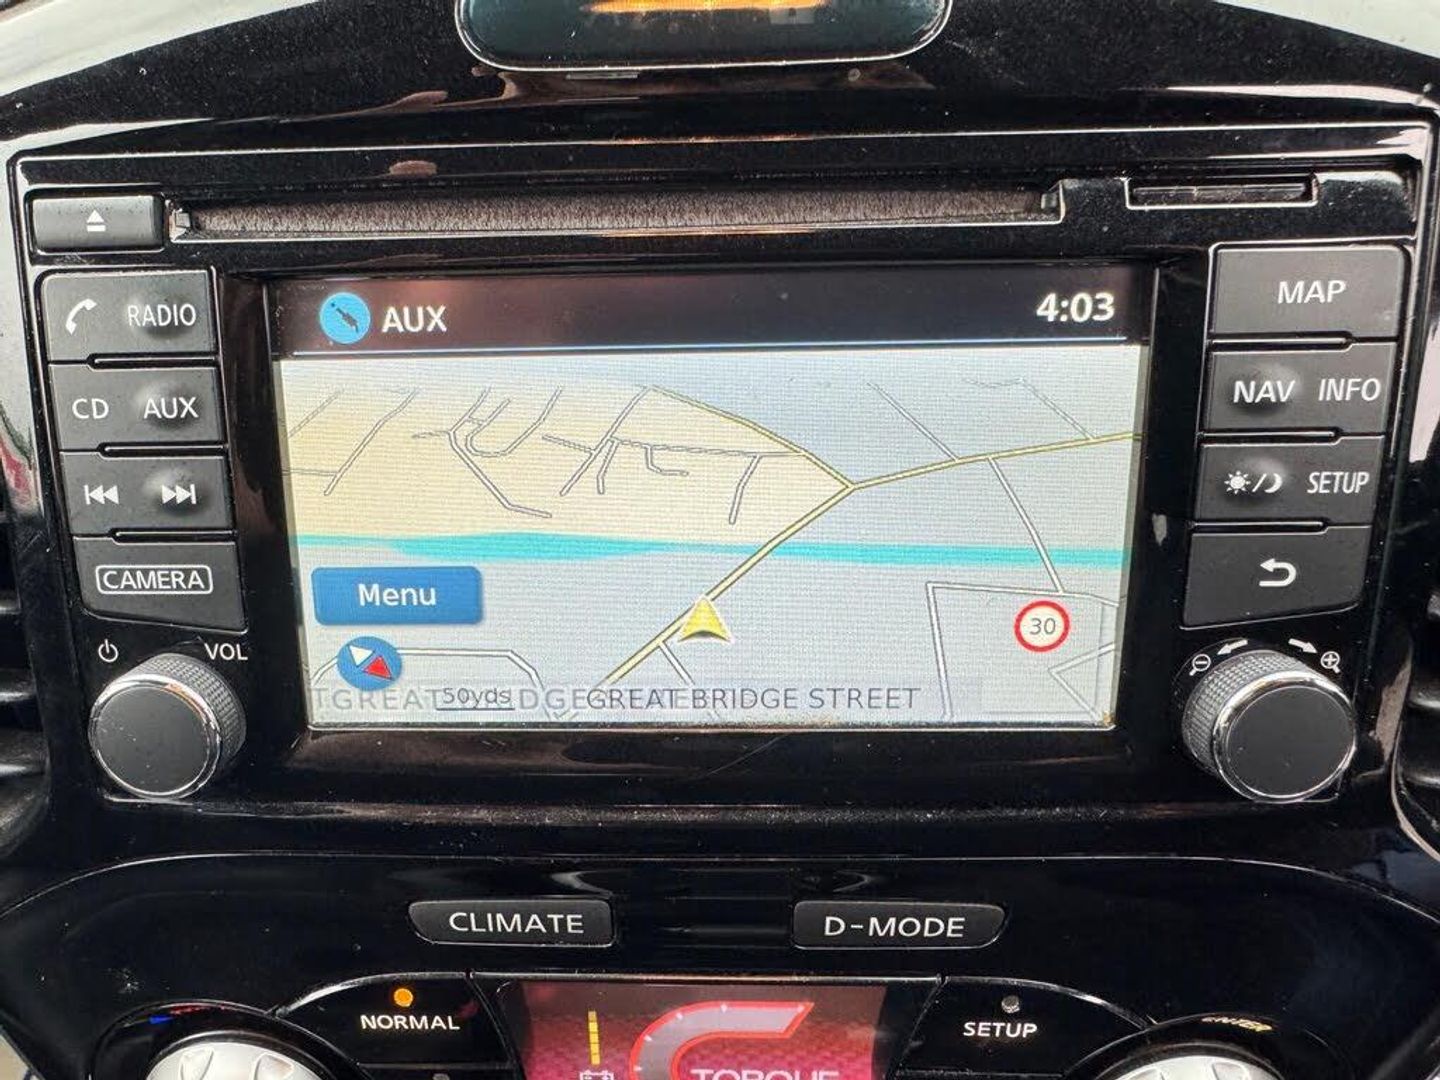 AUX 4:03
RADIO
CD AUX
CAMERA
VOL
MAP
NAV INFO
SETUP
Menu
30
50yds
GREAT BRIDGE STREET
CLIMATE D-MODE
NORMAL SETUP
ENTER
TORQUE